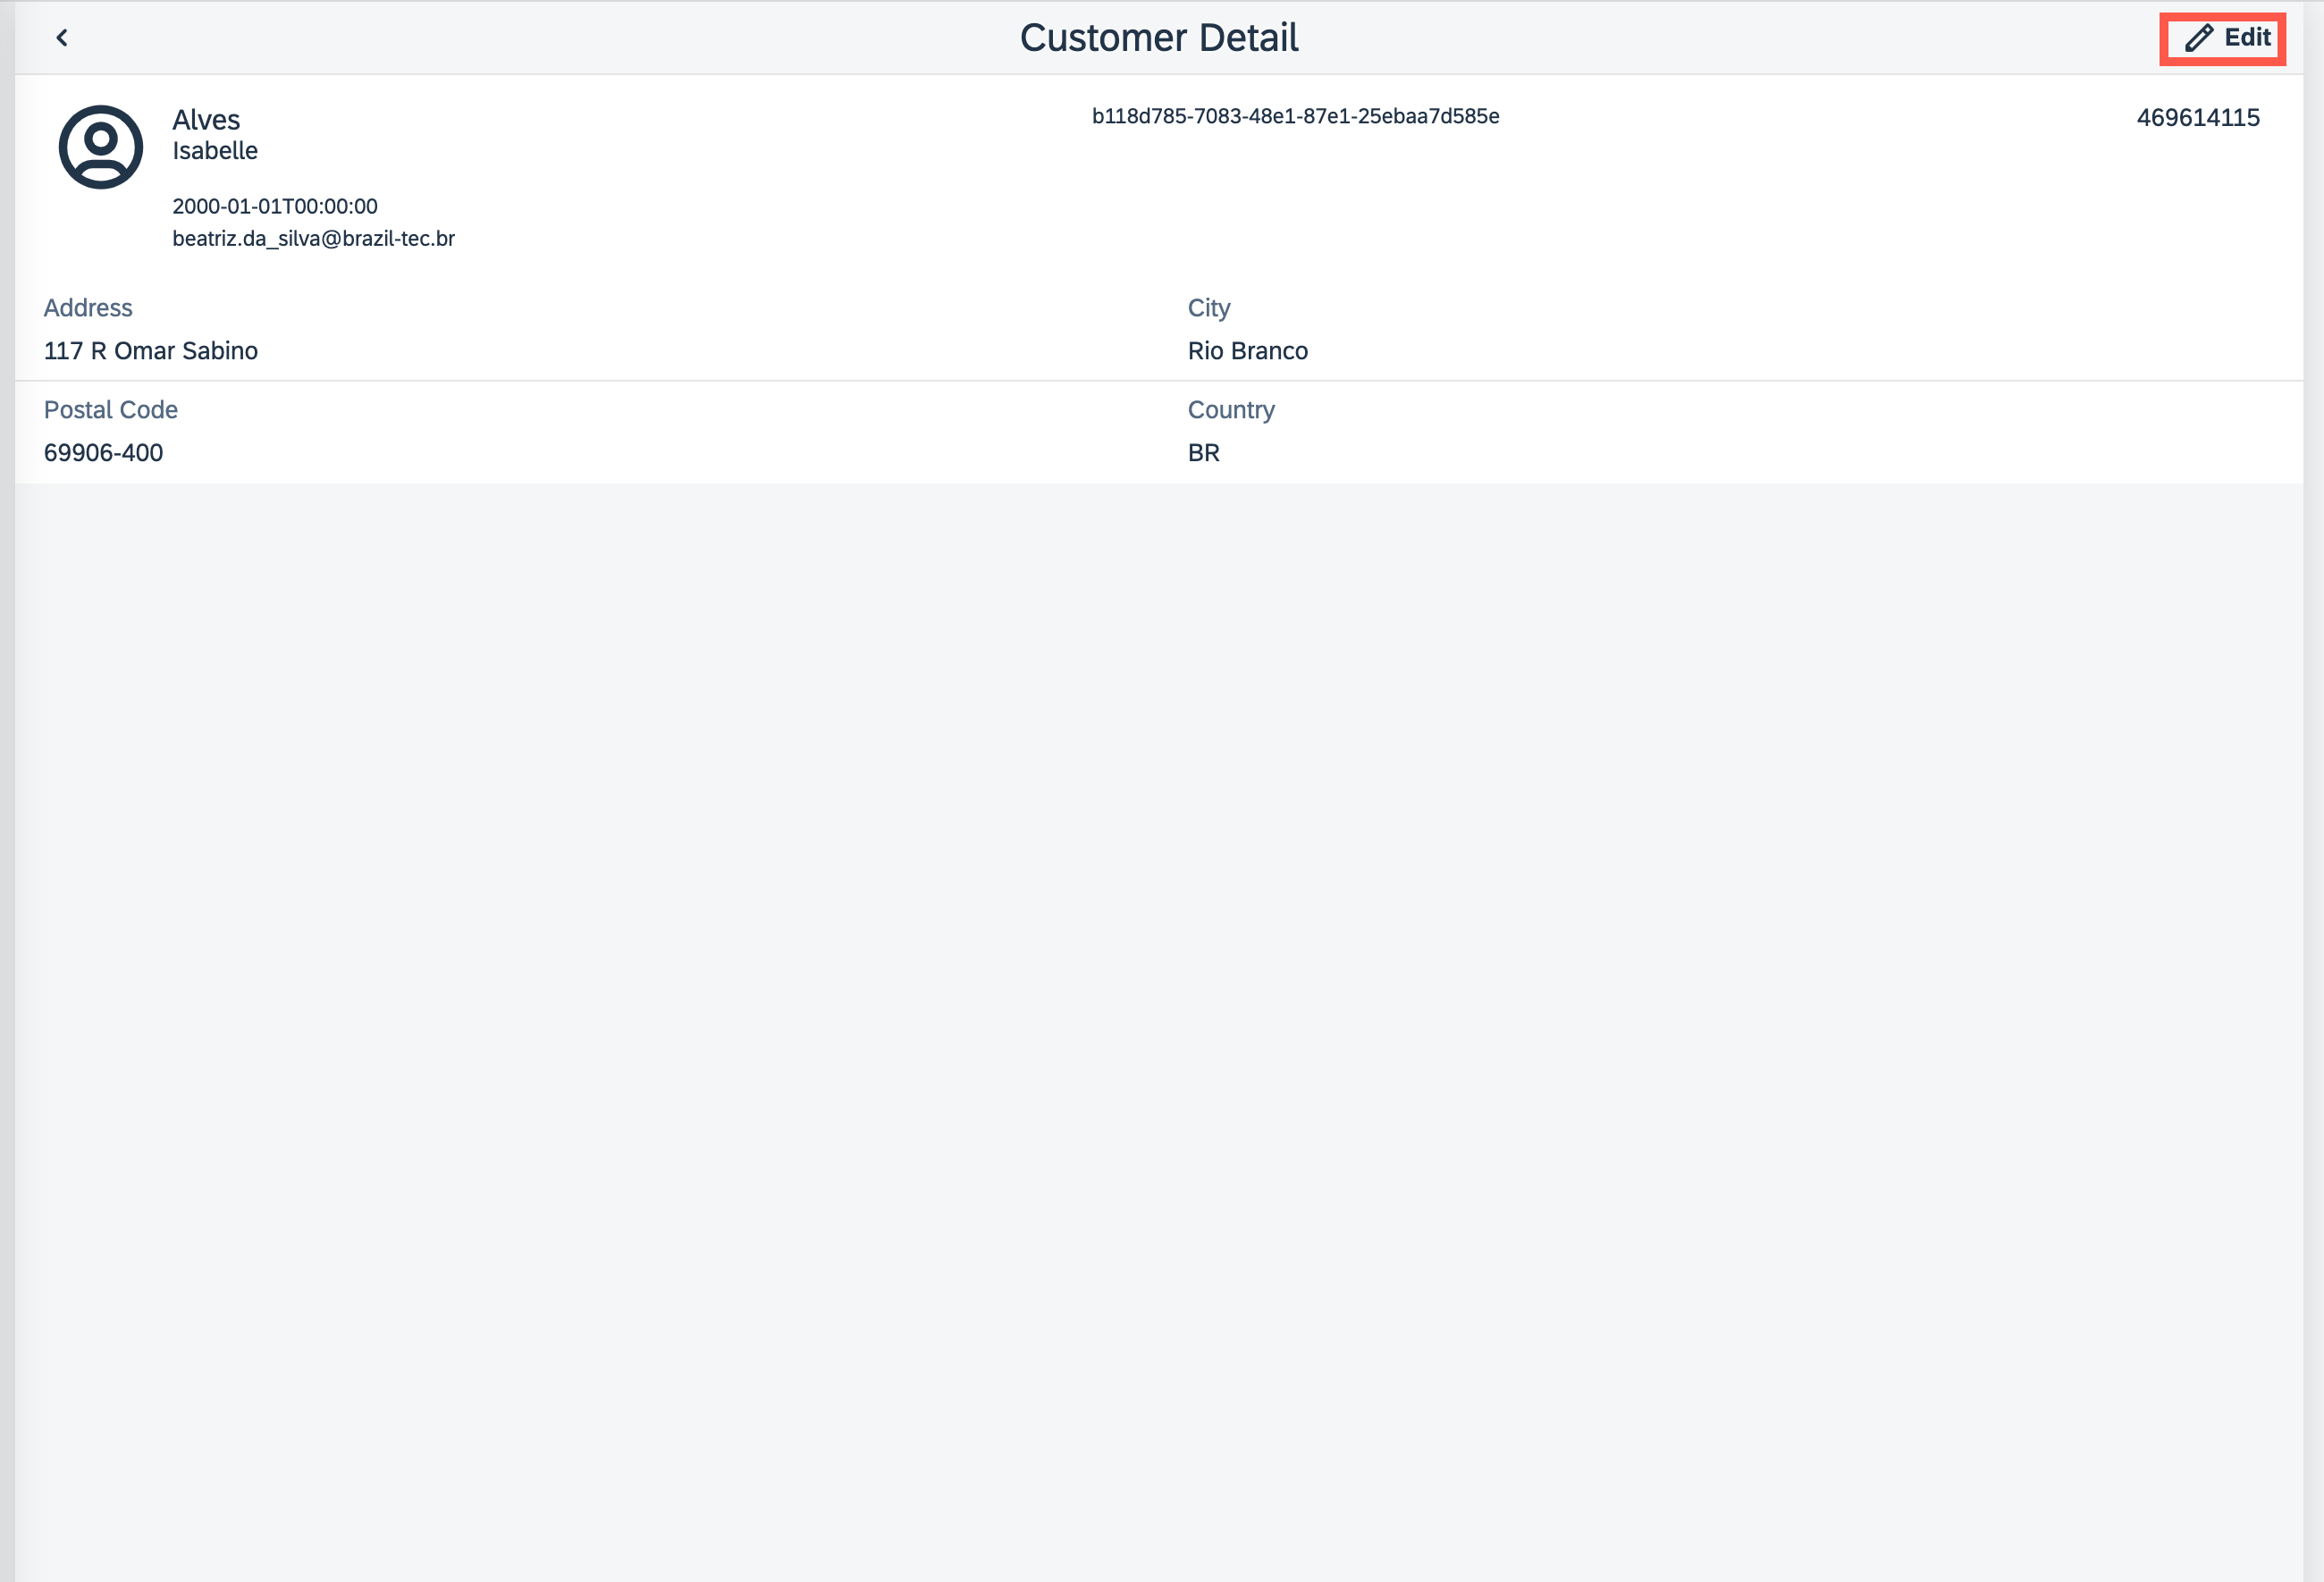 Customer Detail
Edit
Alves
Isabelle
b118d785-7083-48e1-87e1-25ebaa7d585e
469614115
2000-01-01T00:00:00
beatriz.da_silva@brazil-tec.br
Address
City
117 R Omar Sabino
Rio Branco
Postal Code
Country
69906-400
BR